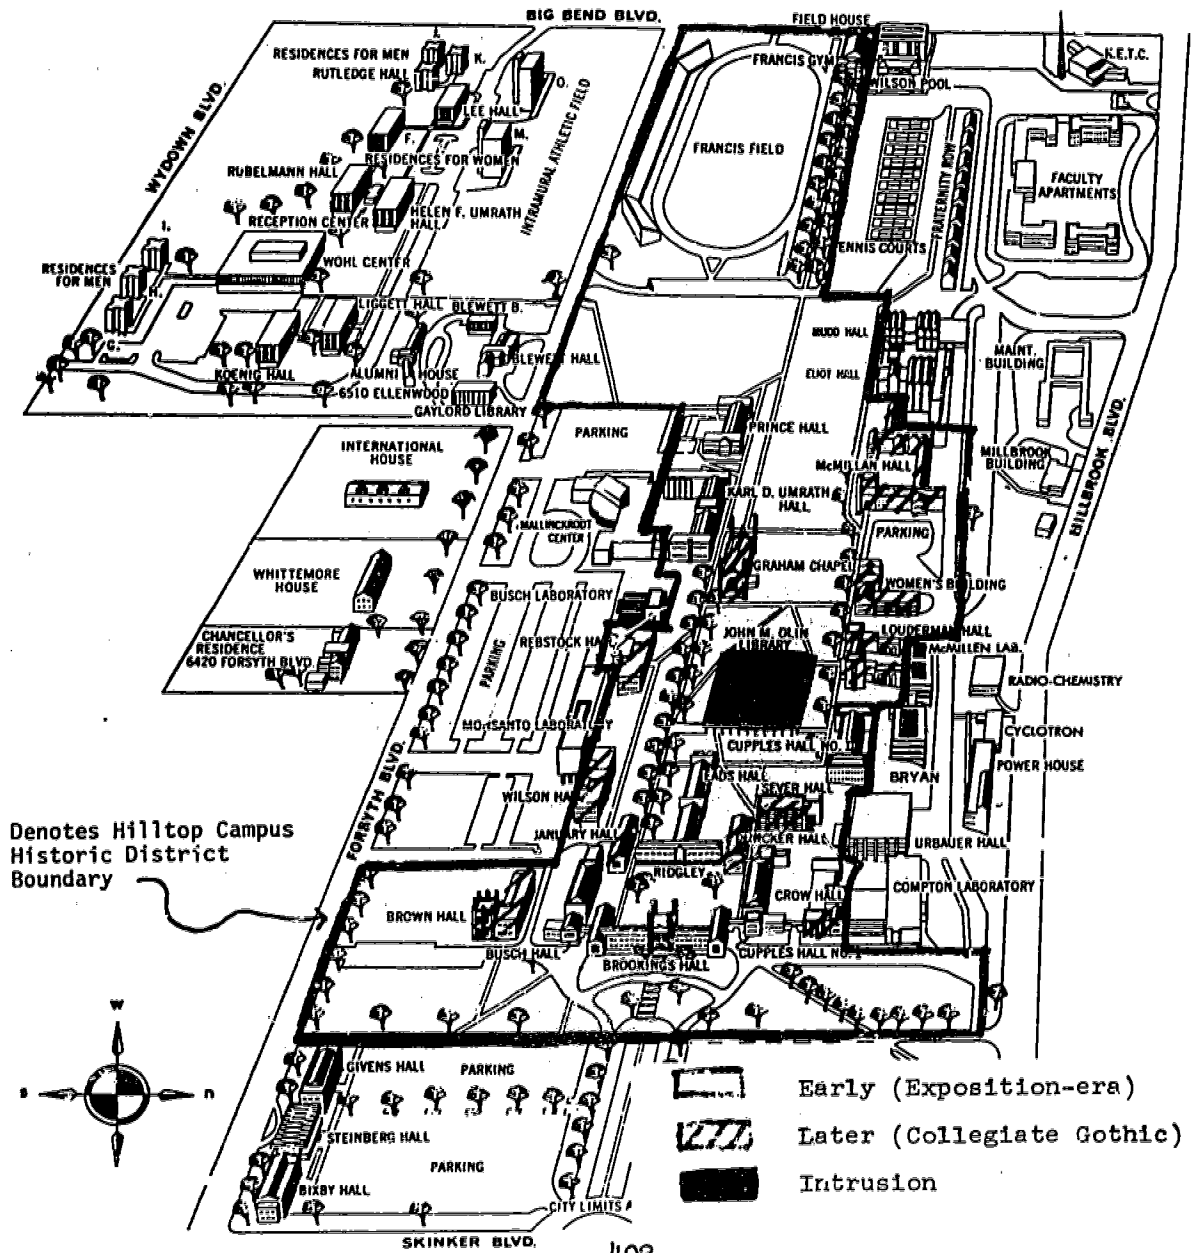 BIG BEND BLVD.
FIELD HOUSE
J.
RESIDENCES FOR MEN
K.
RUTLEDGE HALL
FRANCIS GYM
K.E.T.C.
WILSON POOL
O.
LEE HALL
WYDOWN BLVD.
F.
M.
RESIDENCES FOR WOMEN
INTRAMURAL ATHLETIC FIELD
FRANCIS FIELD
FRATERNITY ROW
FACULTY
APARTMENTS
RUBELMANN HALL
RECEPTION CENTER
HELEN F. UMRATH
HALL
TENNIS COURTS
I.
WOHL CENTER
RESIDENCES
FOR MEN
H.
LIGGETT HALL
BLEWETT B.
MUDD HALL
G.
BLEWETT HALL
MAINT.
BUILDING
KOENIG HALL
ALUMNI HOUSE
ELIOT HALL
6510 ELLENWOOD
GAYLORD LIBRARY
MILLBROOK BLVD.
PARKING
PRINCE HALL
INTERNATIONAL
HOUSE
McMILLAN HALL
MILLBROOK
BUILDING
KARL D. UMRATH
HALL
MALLINCKRODT
CENTER
PARKING
WHITTEMORE
HOUSE
GRAHAM CHAPEL
WOMEN'S BUILDING
BUSCH LABORATORY
CHANCELLOR'S
RESIDENCE
6420 FORSYTH BLVD.
REBSTOCK HALL
JOHN M. OLIN
LIBRARY
LOUDERMAN HALL
McMILLEN LAB.
PARKING
RADIO-CHEMISTRY
MONSANTO LABORATORY
CUPPLES HALL NO. II
CYCLOTRON
FORSYTH BLVD.
EADS HALL
BRYAN
POWER HOUSE
WILSON HALL
SEVER HALL
Denotes Hilltop Campus
Historic District
Boundary
JANUARY HALL
DUNCKER HALL
URBAUER HALL
RIDGLEY
CROW HALL
COMPTON LABORATORY
BROWN HALL
BUSCH HALL
BROOKINGS HALL
CUPPLES HALL NO. I
W
S
n
GIVENS HALL
PARKING
Early (Exposition-era)
STEINBERG HALL
Later (Collegiate Gothic)
PARKING
BIXBY HALL
Intrusion
CITY LIMITS
SKINKER BLVD.
409